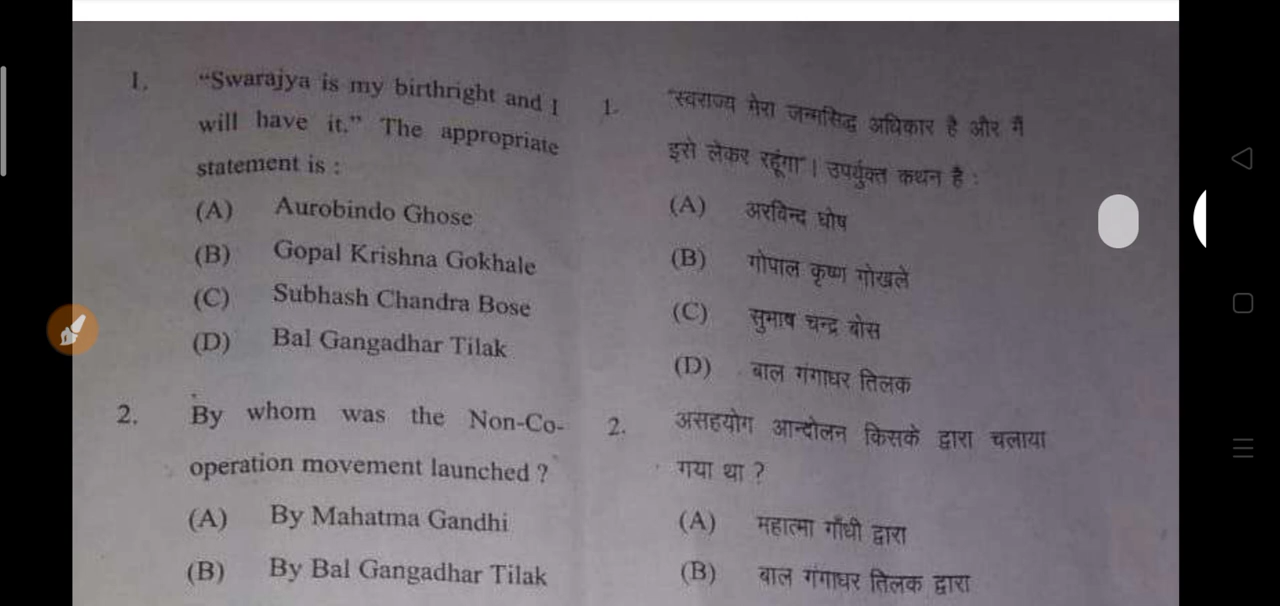 1. “Swarajya is my birthright and I
will have it.” The appropriate
statement is :
(A) Aurobindo Ghose
(B) Gopal Krishna Gokhale
(C) Subhash Chandra Bose
(D) Bal Gangadhar Tilak
2. By whom was the Non-Co-
operation movement launched ?
(A) By Mahatma Gandhi
(B) By Bal Gangadhar Tilak
1. "स्वराज्य मेरा जन्मसिद्ध अधिकार है और मैं
इसे लेकर रहूंगा"। उपर्युक्त कथन है :
(A) अरविन्द घोष
(B) गोपाल कृष्ण गोखले
(C) सुभाष चन्द्र बोस
(D) बाल गंगाधर तिलक
2. असहयोग आन्दोलन किसके द्वारा चलाया
गया था ?
(A) महात्मा गाँधी द्वारा
(B) बाल गंगाधर तिलक द्वारा